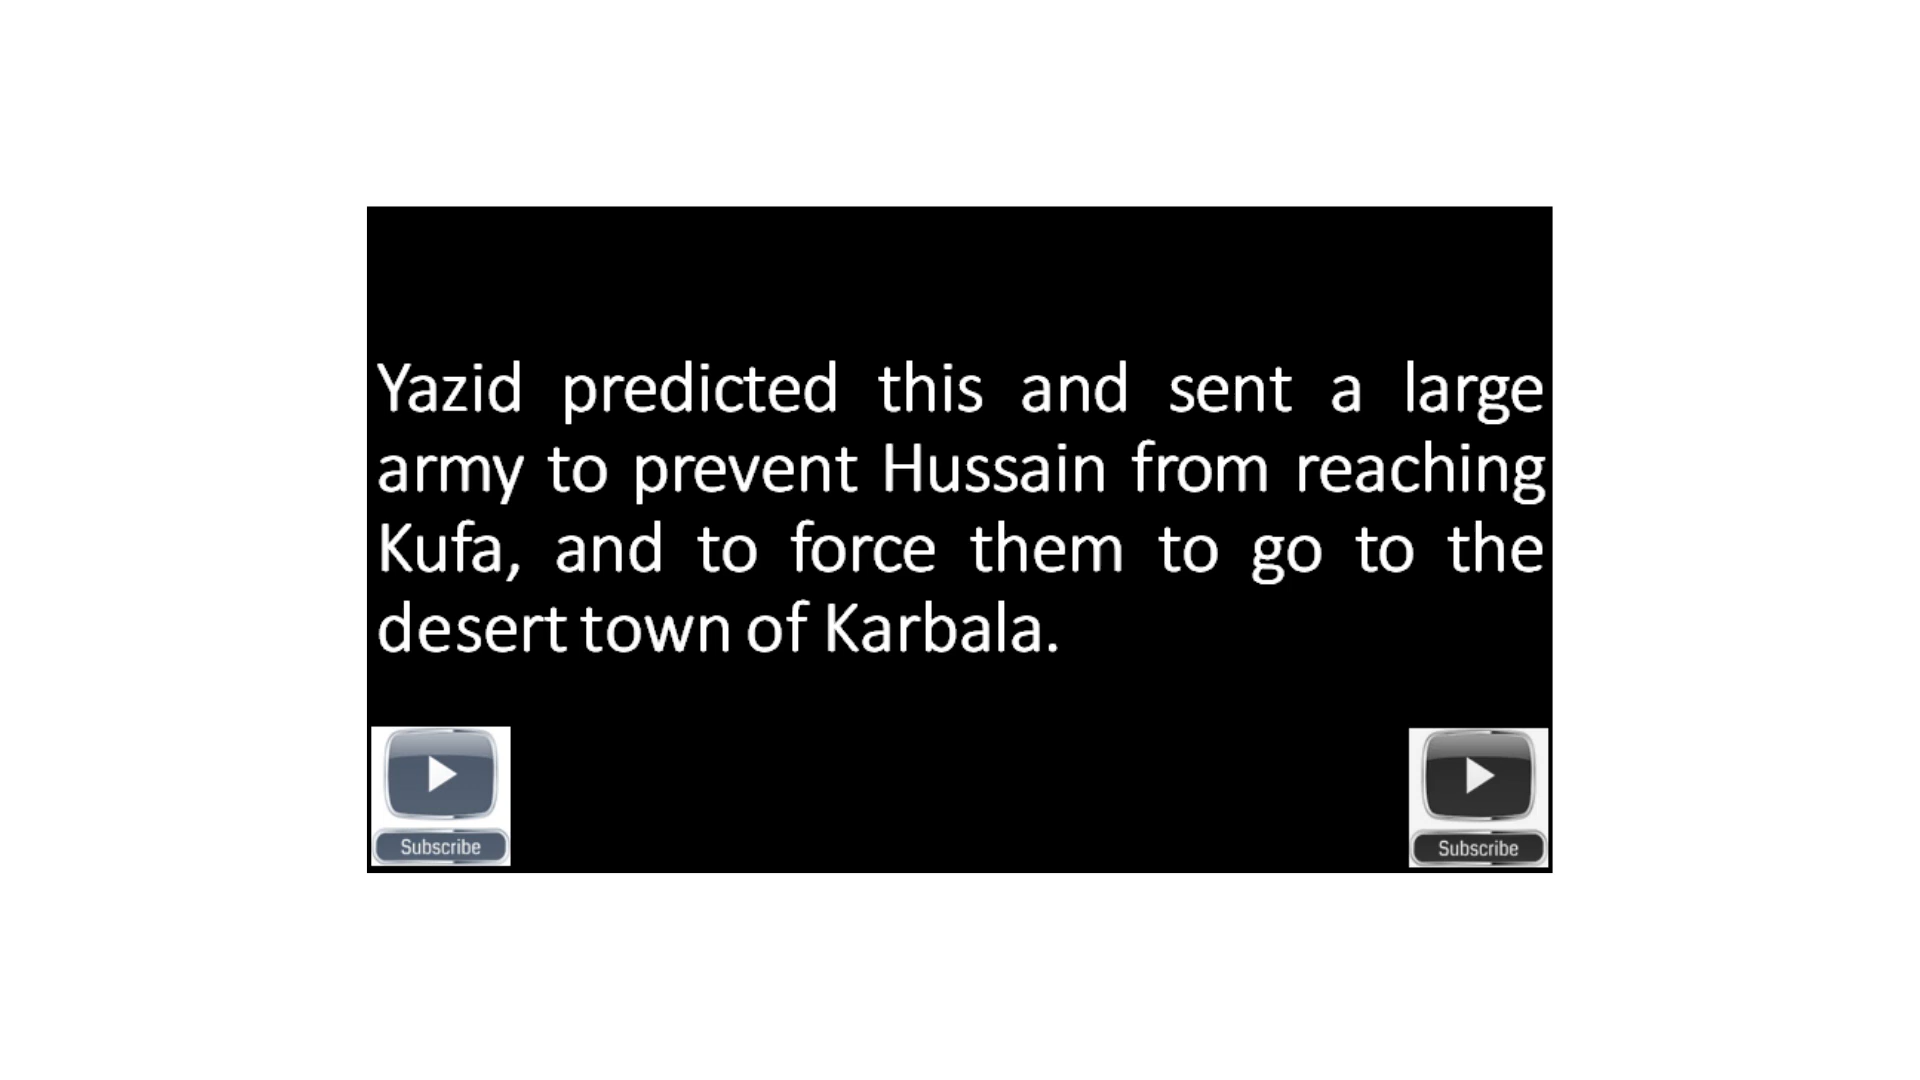 Yazid predicted this and sent a large
army to prevent Hussain from reaching
Kufa, and to force them to go to the
desert town of Karbala.
Subscribe
Subscribe